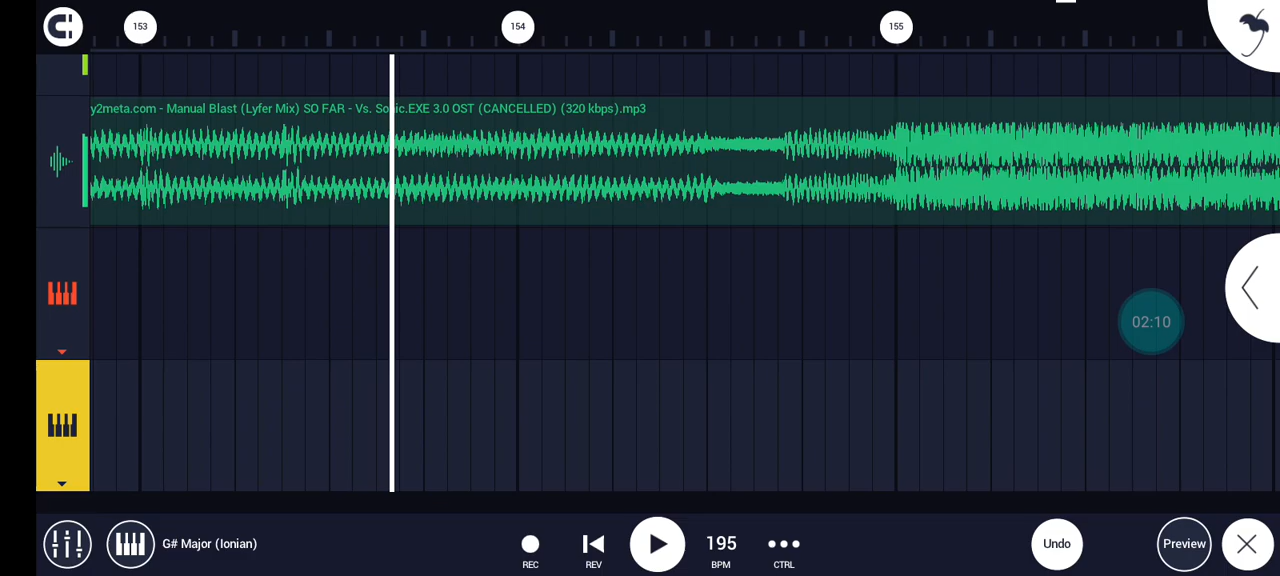 153
154
155
y2meta.com - Manual Blast (Lyfer Mix) SO FAR - Vs. Sonic.EXE 3.0 OST (CANCELLED) (320 kbps).mp3
02:10
G# Major (Ionian)
REC
REV
195
BPM
CTRL
Undo
Preview